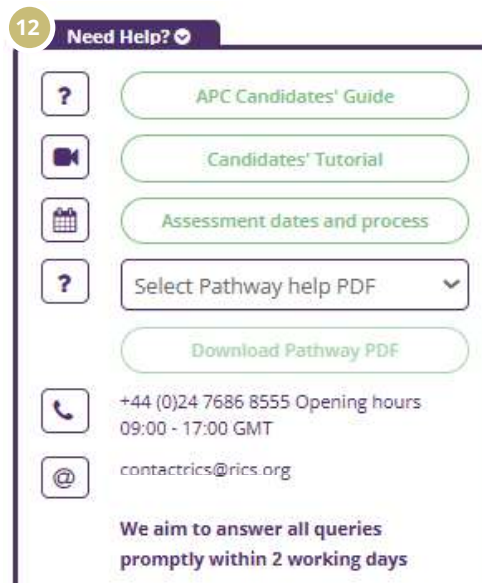 12
Need Help?
? APC Candidates' Guide
Candidates' Tutorial
Assessment dates and process
? Select Pathway help PDF
Download Pathway PDF
+44 (0)24 7686 8555 Opening hours
09:00 - 17:00 GMT
@ contactrics@rics.org
We aim to answer all queries
promptly within 2 working days